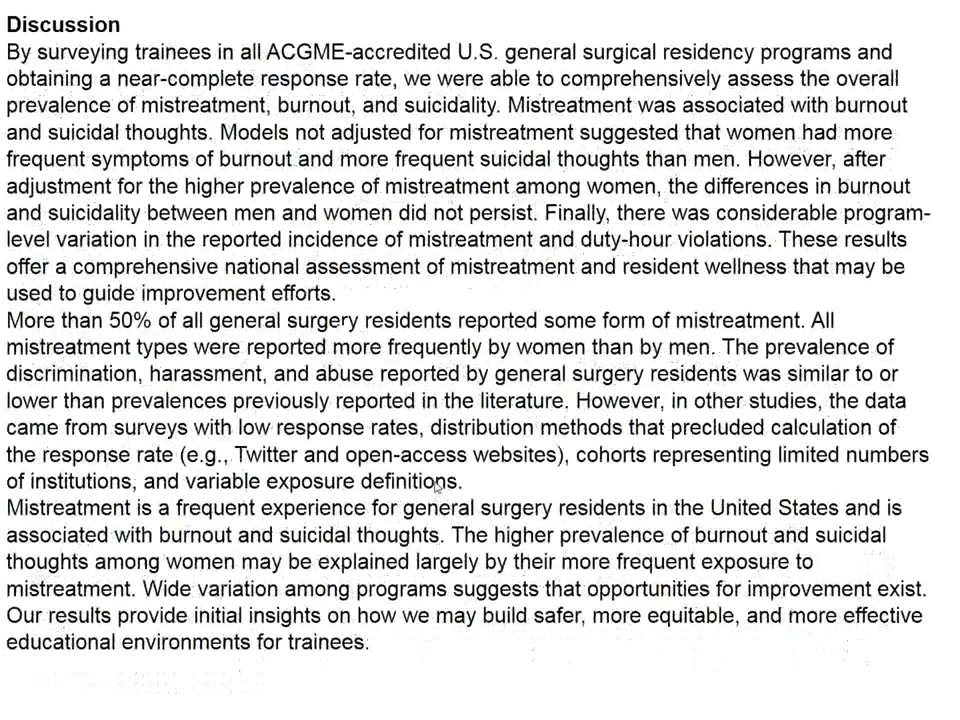 Discussion
By surveying trainees in all ACGME-accredited U.S. general surgical residency programs and
obtaining a near-complete response rate, we were able to comprehensively assess the overall
prevalence of mistreatment, burnout, and suicidality. Mistreatment was associated with burnout
and suicidal thoughts. Models not adjusted for mistreatment suggested that women had more
frequent symptoms of burnout and more frequent suicidal thoughts than men. However, after
adjustment for the higher prevalence of mistreatment among women, the differences in burnout
and suicidality between men and women did not persist. Finally, there was considerable program-
level variation in the reported incidence of mistreatment and duty-hour violations. These results
offer a comprehensive national assessment of mistreatment and resident wellness that may be
used to guide improvement efforts.
More than 50% of all general surgery residents reported some form of mistreatment. All
mistreatment types were reported more frequently by women than by men. The prevalence of
discrimination, harassment, and abuse reported by general surgery residents was similar to or
lower than prevalences previously reported in the literature. However, in other studies, the data
came from surveys with low response rates, distribution methods that precluded calculation of
the response rate (e.g., Twitter and open-access websites), cohorts representing limited numbers
of institutions, and variable exposure definitions.
Mistreatment is a frequent experience for general surgery residents in the United States and is
associated with burnout and suicidal thoughts. The higher prevalence of burnout and suicidal
thoughts among women may be explained largely by their more frequent exposure to
mistreatment. Wide variation among programs suggests that opportunities for improvement exist.
Our results provide initial insights on how we may build safer, more equitable, and more effective
educational environments for trainees.